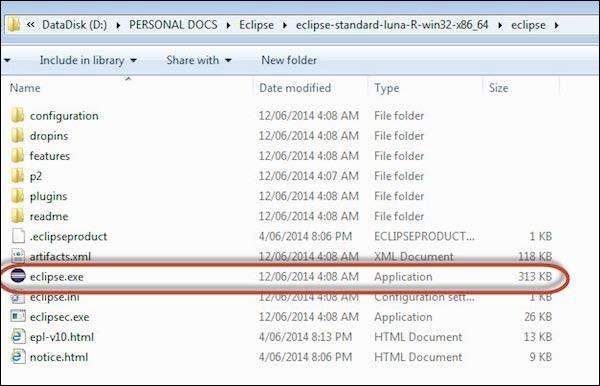 « DataDisk (D:) ▸ PERSONAL DOCS ▸ Eclipse ▸ eclipse-standard-luna-R-win32-x86_64 ▸ eclipse ▸
Include in library Share with New folder
Name Date modified Type Size
configuration 12/06/2014 4:08 AM File folder
dropins 12/06/2014 4:08 AM File folder
features 12/06/2014 4:08 AM File folder
p2 12/06/2014 4:07 AM File folder
plugins 12/06/2014 4:08 AM File folder
readme 12/06/2014 4:08 AM File folder
.eclipseproduct 4/06/2014 8:06 PM ECLIPSEPRODUCT... 1 KB
artifacts.xml 12/06/2014 4:08 AM XML Document 118 KB
eclipse.exe 12/06/2014 4:08 AM Application 313 KB
eclipse.ini 12/06/2014 4:08 AM Configuration sett... 1 KB
eclipsec.exe 12/06/2014 4:08 AM Application 26 KB
epl-v10.html 4/06/2014 8:13 PM HTML Document 13 KB
notice.html 4/06/2014 8:06 PM HTML Document 9 KB